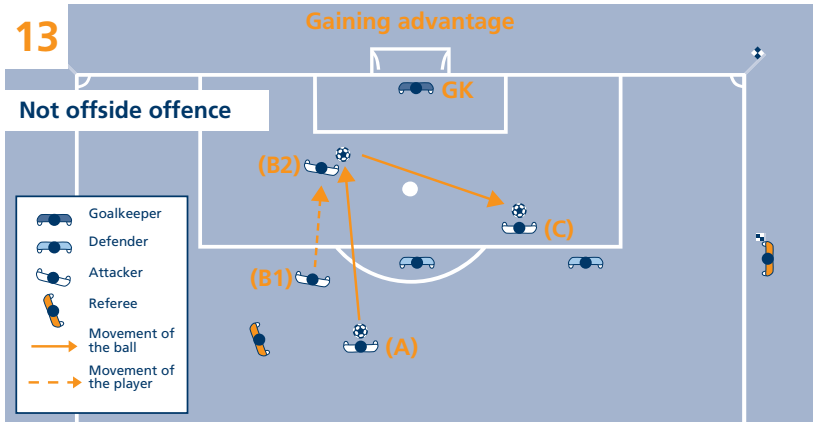 13
Gaining advantage
GK
Not offside offence
(B2)
(C)
(B1)
(A)
Goalkeeper
Defender
Attacker
Referee
Movement of
the ball
Movement of
the player